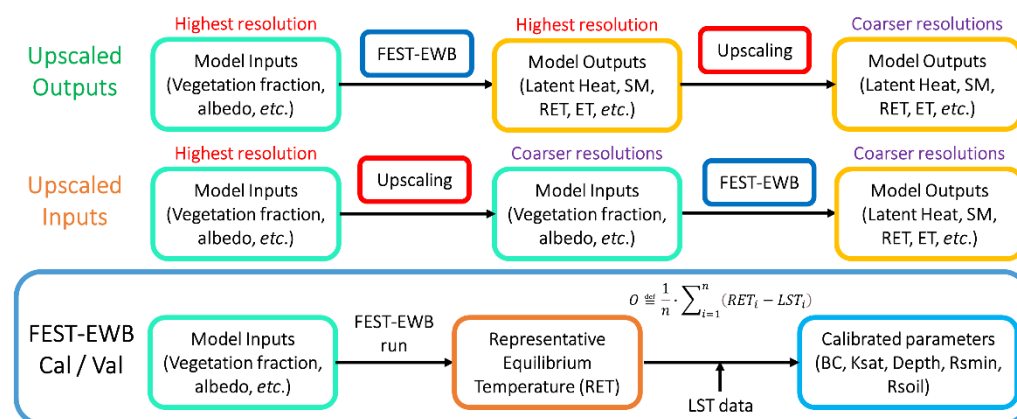 Upscaled
Outputs
Highest resolution
Model Inputs
(Vegetation fraction,
albedo, etc.)
FEST-EWB
Highest resolution
Model Outputs
(Latent Heat, SM,
RET, ET, etc.)
Upscaling
Coarser resolutions
Model Outputs
(Latent Heat, SM,
RET, ET, etc.)
Upscaled
Inputs
Highest resolution
Model Inputs
(Vegetation fraction,
albedo, etc.)
Upscaling
Coarser resolutions
Model Inputs
(Vegetation fraction,
albedo, etc.)
FEST-EWB
Coarser resolutions
Model Outputs
(Latent Heat, SM,
RET, ET, etc.)
FEST-EWB
Cal / Val
Model Inputs
(Vegetation fraction,
albedo, etc.)
FEST-EWB
run
Representative
Equilibrium
Temperature (RET)
O ≝ 1/n · ∑ᵢ₌₁ⁿ (RETᵢ − LSTᵢ)
LST data
Calibrated parameters
(BC, Ksat, Depth, Rsmin,
Rsoil)